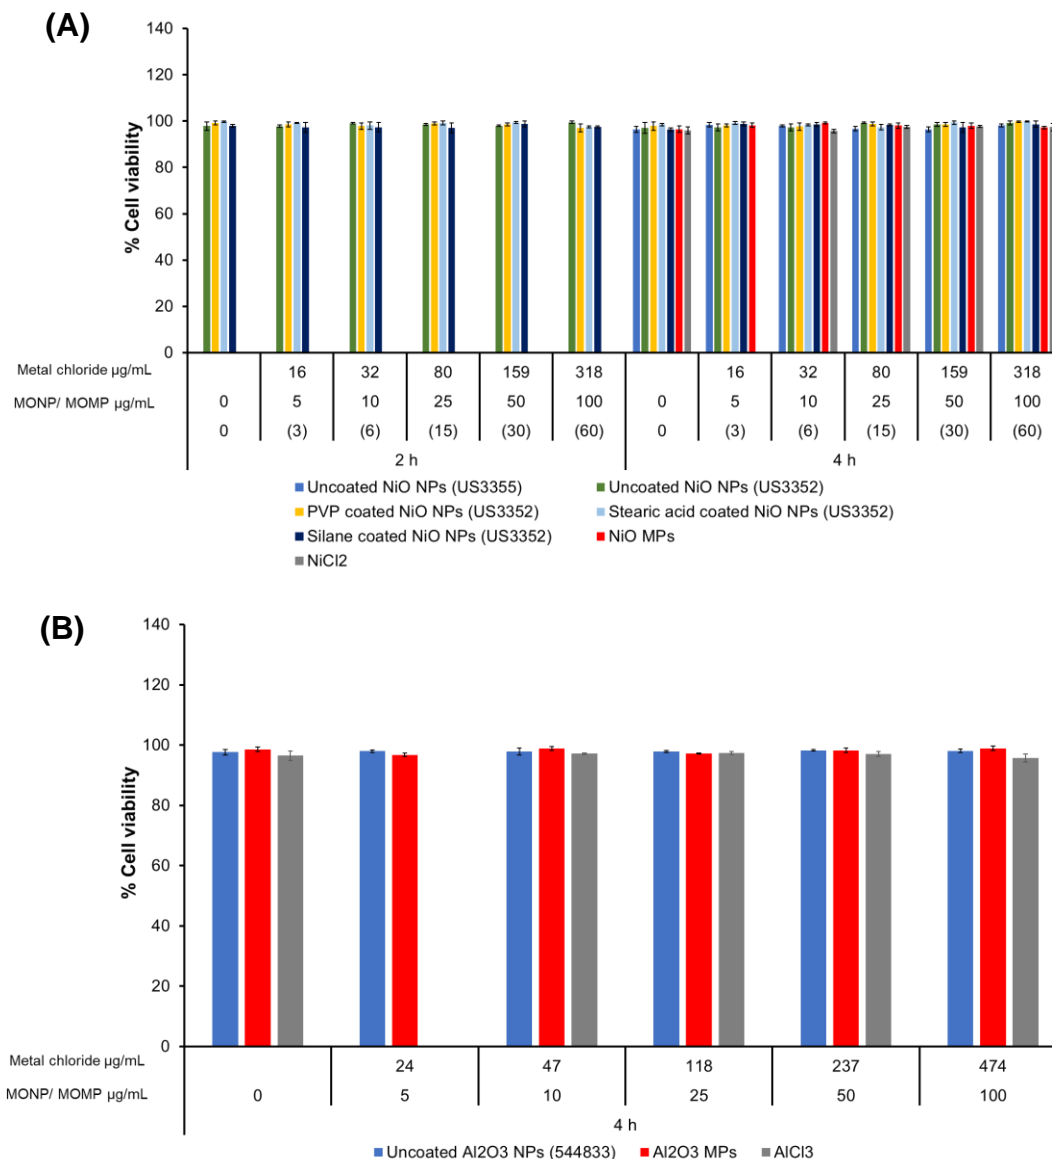 (A)
140
120
100
80
60
40
20
0
% Cell viability
Metal chloride µg/mL 16 32 80 159 318 16 32 80 159 318
MONP/ MOMP µg/mL 0 5 10 25 50 100 0 5 10 25 50 100
0 (3) (6) (15) (30) (60) 0 (3) (6) (15) (30) (60)
2 h 4 h
Uncoated NiO NPs (US3355) Uncoated NiO NPs (US3352)
PVP coated NiO NPs (US3352) Stearic acid coated NiO NPs (US3352)
Silane coated NiO NPs (US3352) NiO MPs
NiCl2
(B)
140
120
100
80
60
40
20
0
% Cell viability
Metal chloride µg/mL 24 47 118 237 474
MONP/ MOMP µg/mL 0 5 10 25 50 100
4 h
Uncoated Al2O3 NPs (544833) Al2O3 MPs AlCl3